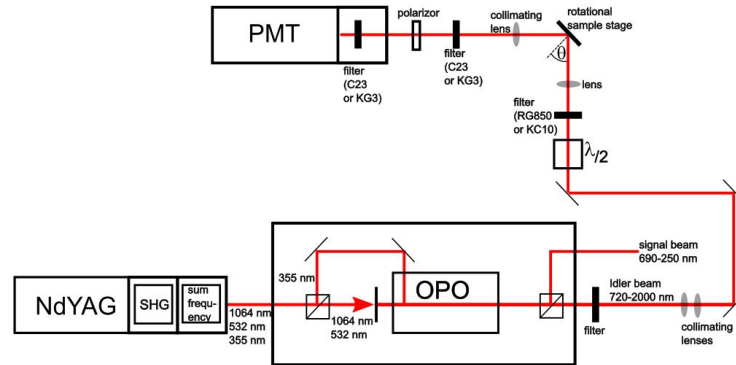 PMT
filter
(C23
or KG3)
polarizor
filter
(C23
or KG3)
collimating
lens
rotational
sample stage
θ
lens
filter
(RG850
or KC10)
λ/2
NdYAG
SHG
sum
frequ-
ency
1064 nm
532 nm
355 nm
355 nm
1064 nm
532 nm
OPO
signal beam
690-250 nm
Idler beam
720-2000 nm
filter
collimating
lenses